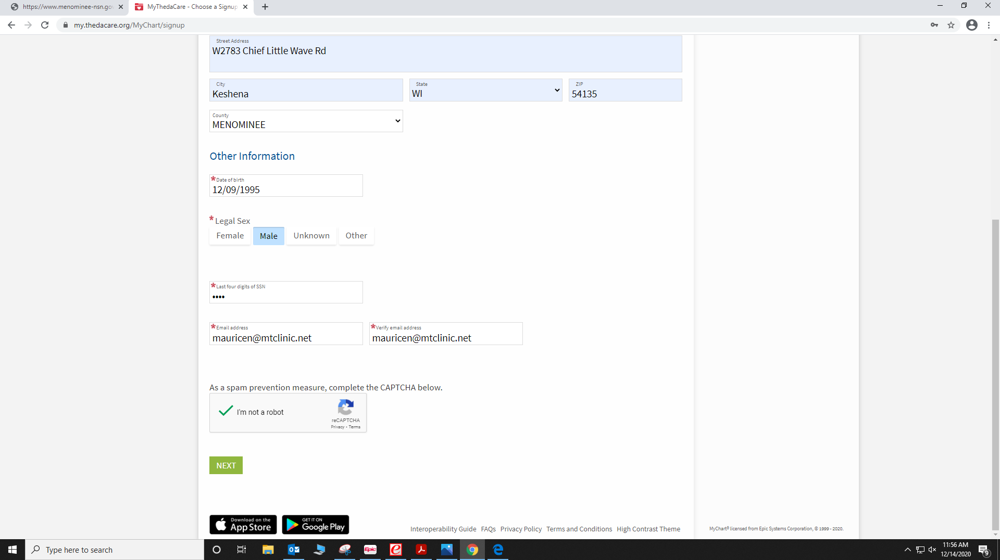 https://www.menominee-nsn.gov
MyThedaCare - Choose a Signup
my.thedacare.org/MyChart/signup
Street Address
W2783 Chief Little Wave Rd
City
Keshena
State
WI
ZIP
54135
County
MENOMINEE
Other Information
*Date of birth
12/09/1995
*Legal Sex
Female Male Unknown Other
*Last four digits of SSN
••••
*Email address
mauricen@mtclinic.net
*Verify email address
mauricen@mtclinic.net
As a spam prevention measure, complete the CAPTCHA below.
I'm not a robot
reCAPTCHA
Privacy - Terms
NEXT
Download on the
App Store
GET IT ON
Google Play
Interoperability Guide FAQs Privacy Policy Terms and Conditions High Contrast Theme
MyChart® licensed from Epic Systems Corporation, © 1999 - 2020.
Type here to search
Epic
11:56 AM
12/14/2020
9